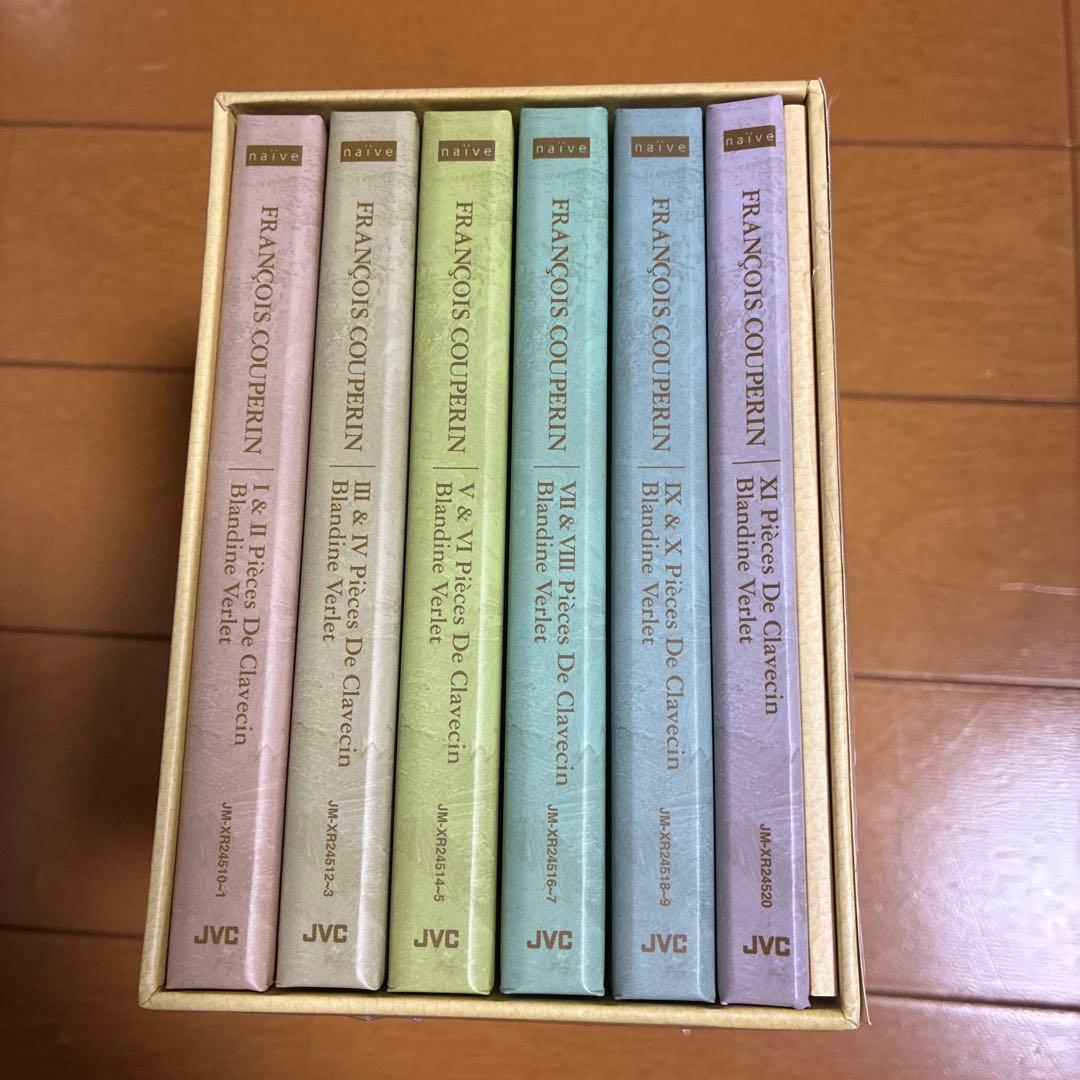 naïve
FRANÇOIS COUPERIN
I & II Pièces De Clavecin
Blandine Verlet
JM-XR24510~1
JVC
naïve
FRANÇOIS COUPERIN
III & IV Pièces De Clavecin
Blandine Verlet
JM-XR24512~3
JVC
naïve
FRANÇOIS COUPERIN
V & VI Pièces De Clavecin
Blandine Verlet
JM-XR24514~5
JVC
naïve
FRANÇOIS COUPERIN
VII & VIII Pièces De Clavecin
Blandine Verlet
JM-XR24516~7
JVC
naïve
FRANÇOIS COUPERIN
IX & X Pièces De Clavecin
Blandine Verlet
JM-XR24518~9
JVC
naïve
FRANÇOIS COUPERIN
XI Pièces De Clavecin
Blandine Verlet
JM-XR24520
JVC